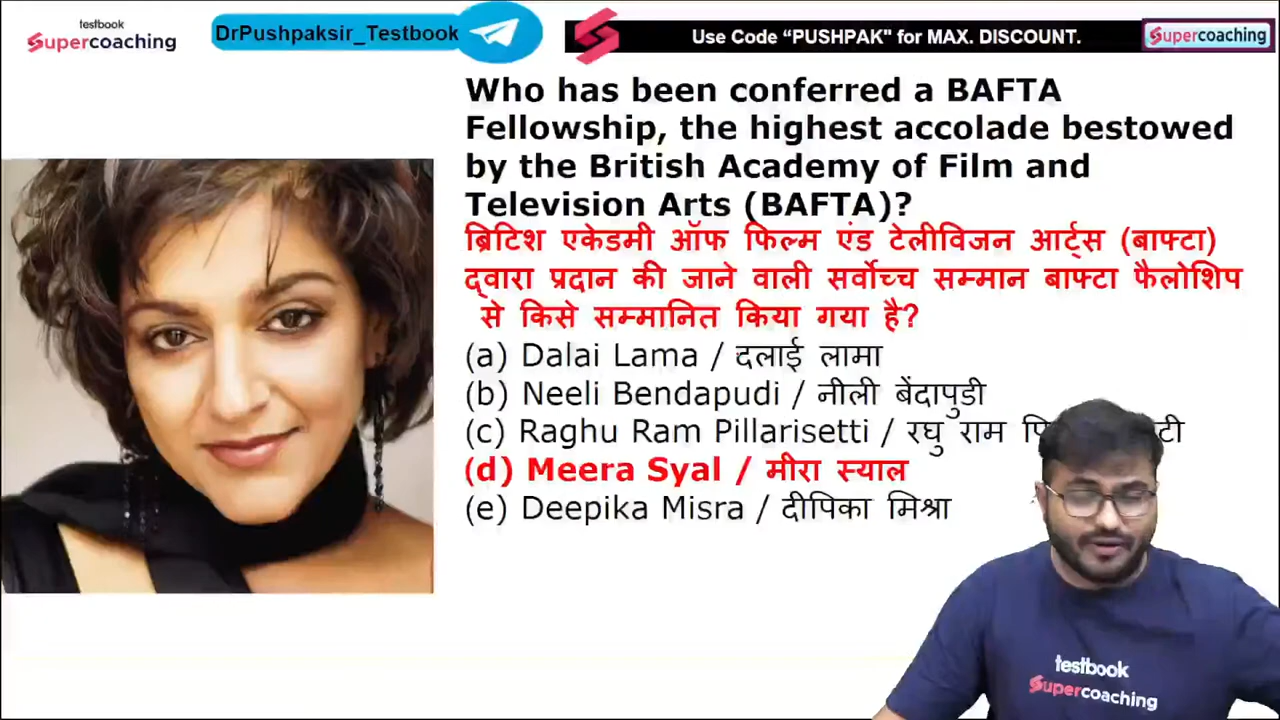 testbook
Supercoaching
DrPushpaksir_Testbook
Use Code “PUSHPAK" for MAX. DISCOUNT.
Supercoaching
Who has been conferred a BAFTA
Fellowship, the highest accolade bestowed
by the British Academy of Film and
Television Arts (BAFTA)?
ब्रिटिश एकेडमी ऑफ फिल्म एंड टेलीविजन आर्ट्स (बाफ्टा)
द्वारा प्रदान की जाने वाली सर्वोच्च सम्मान बाफ्टा फैलोशिप
से किसे सम्मानित किया गया है?
(a) Dalai Lama / दलाई लामा
(b) Neeli Bendapudi / नीली बेंदापुडी
(c) Raghu Ram Pillarisetti / रघु राम
(d) Meera Syal / मीरा स्याल
(e) Deepika Misra / दीपिका मिश्रा
testbook
Supercoaching